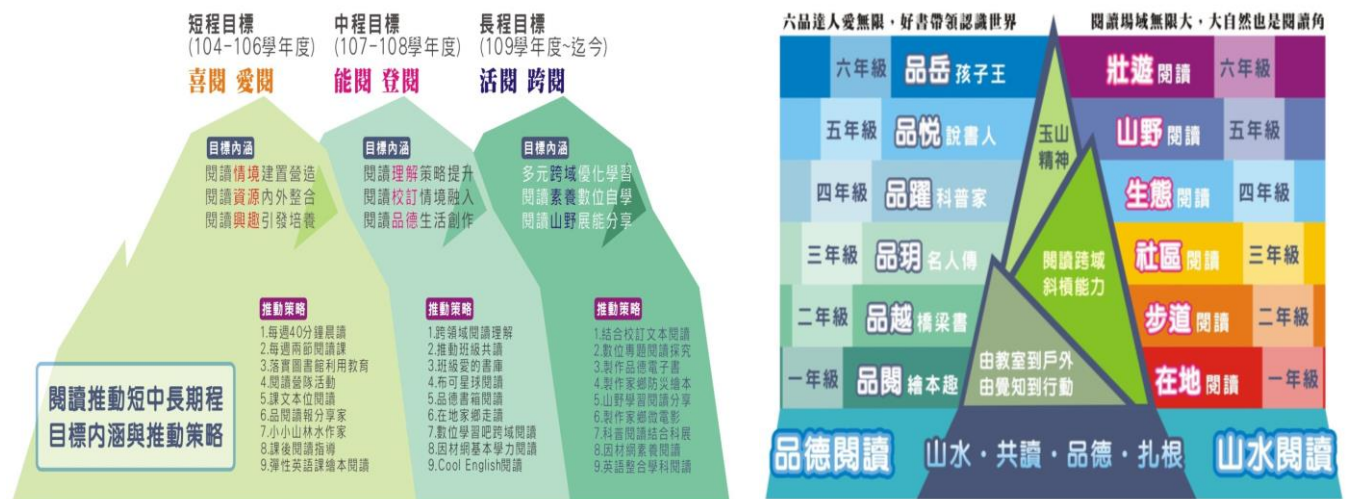 短程目標
(104-106學年度)
喜閱 愛閱
目標內涵
閱讀情境建置營造
閱讀資源內外整合
閱讀興趣引發培養
推動策略
1.每週40分鐘晨讀
2.每週兩節閱讀課
3.落實圖書館利用教育
4.閱讀營隊活動
5.課文本位閱讀
6.品閱讀報分享家
7.小小山林水作家
8.課後閱讀指導
9.彈性英語課繪本閱讀
中程目標
(107-108學年度)
能閱 登閱
目標內涵
閱讀理解策略提升
閱讀校訂情境融入
閱讀品德生活創作
推動策略
1.跨領域閱讀理解
2.推動班級共讀
3.班級愛的書庫
4.布可星球閱讀
5.品德書箱閱讀
6.在地家鄉走讀
7.數位學習吧跨域閱讀
8.因材網基本學力閱讀
9.Cool English閱讀
長程目標
(109學年度~迄今)
活閱 跨閱
目標內涵
多元跨域優化學習
閱讀素養數位自學
閱讀山野展能分享
推動策略
1.結合校訂文本閱讀
2.數位專題閱讀探究
3.製作品德電子書
4.製作家鄉防災繪本
5.山野學習閱讀分享
6.製作家鄉微電影
7.科普閱讀結合科展
8.因材網素養閱讀
9.英語整合學科閱讀
閱讀推動短中長期程
目標內涵與推動策略
六品達人愛無限，好書帶領認識世界
閱讀場域無限大，大自然也是閱讀角
六年級 品岳 孩子王
壯遊 閱讀 六年級
五年級 品悅 說書人
山野 閱讀 五年級
四年級 品躍 科普家
生態 閱讀 四年級
三年級 品玥 名人傳
社區 閱讀 三年級
二年級 品越 橋梁書
步道 閱讀 二年級
一年級 品閱 繪本趣
在地 閱讀 一年級
玉山
精神
閱讀跨域
斜槓能力
由教室到戶外
由覺知到行動
品德閱讀
山水・共讀・品德・扎根
山水閱讀